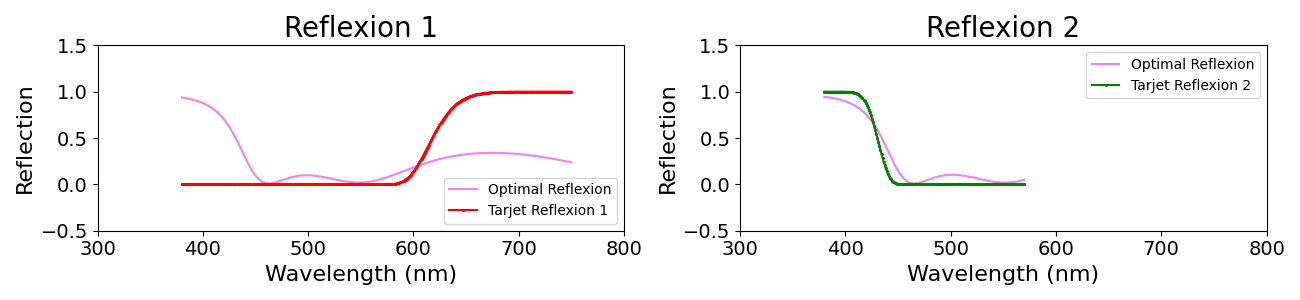 Reflexion 1
1.5
1.0
0.5
0.0
−0.5
Reflection
300 400 500 600 700 800
Wavelength (nm)
Optimal Reflexion
Tarjet Reflexion 1
Reflexion 2
1.5
1.0
0.5
0.0
−0.5
Reflection
300 400 500 600 700 800
Wavelength (nm)
Optimal Reflexion
Tarjet Reflexion 2